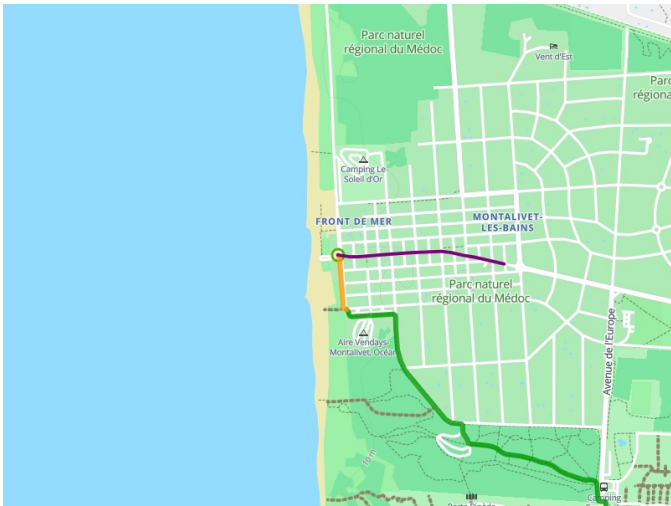 Parc naturel
régional du Médoc
Vent d'Est
Parc
régional
Camping Le
Soleil d'Or
FRONT DE MER
MONTALIVET-
LES-BAINS
Parc naturel
régional du Médoc
Avenue de l'Europe
Aire Vendays-
Montalivet, Océan
10 m
Camping